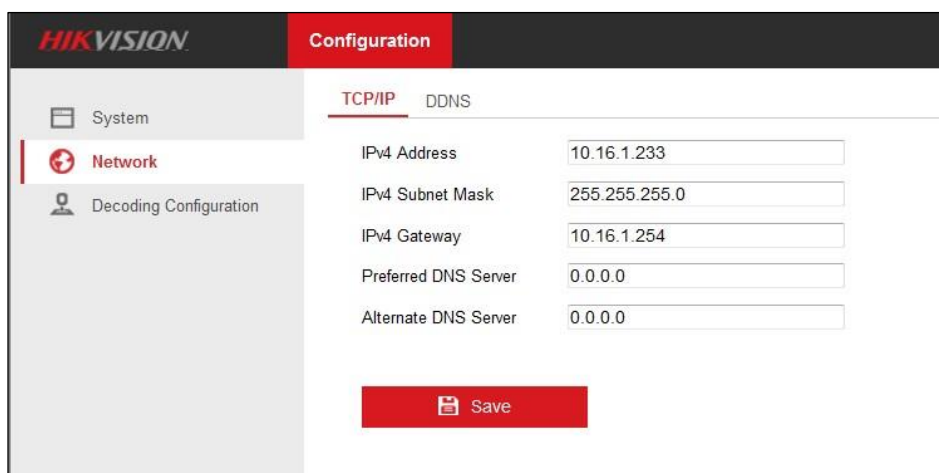 HIKVISION
Configuration
System
Network
Decoding Configuration
TCP/IP DDNS
IPv4 Address 10.16.1.233
IPv4 Subnet Mask 255.255.255.0
IPv4 Gateway 10.16.1.254
Preferred DNS Server 0.0.0.0
Alternate DNS Server 0.0.0.0
Save